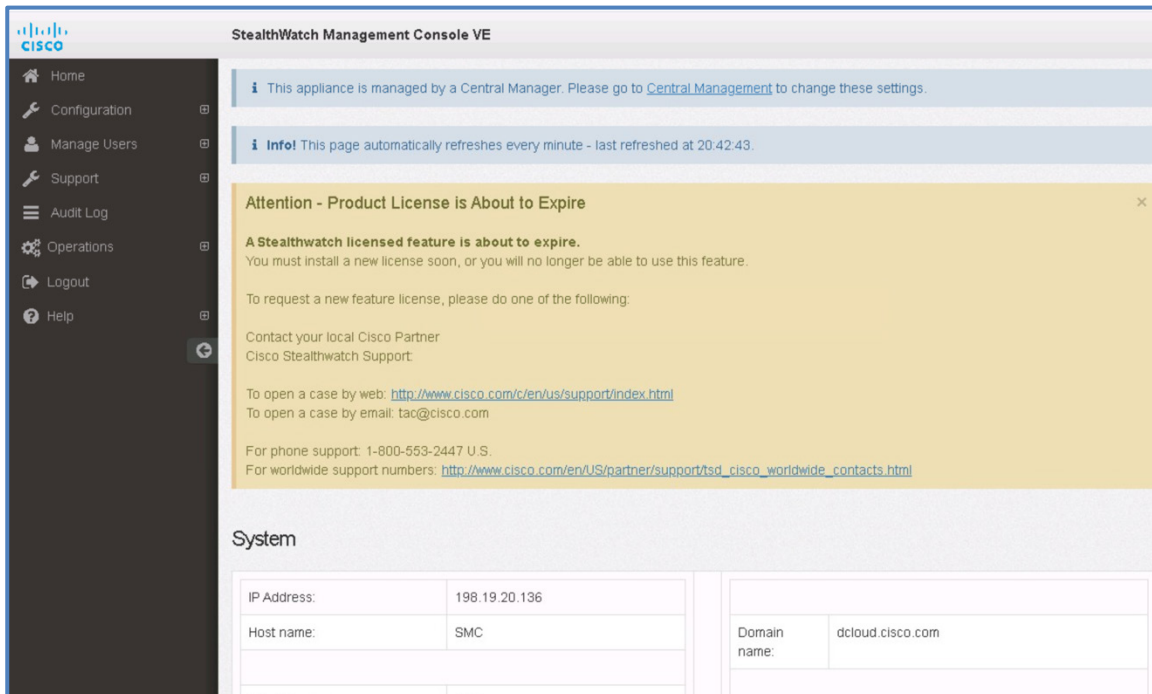 CISCO
StealthWatch Management Console VE
Home
Configuration
Manage Users
Support
Audit Log
Operations
Logout
Help
This appliance is managed by a Central Manager. Please go to Central Management to change these settings.
Info! This page automatically refreshes every minute - last refreshed at 20:42:43.
Attention - Product License is About to Expire
A Stealthwatch licensed feature is about to expire.
You must install a new license soon, or you will no longer be able to use this feature.
To request a new feature license, please do one of the following:
Contact your local Cisco Partner
Cisco Stealthwatch Support:
To open a case by web: http://www.cisco.com/c/en/us/support/index.html
To open a case by email: tac@cisco.com
For phone support: 1-800-553-2447 U.S.
For worldwide support numbers: http://www.cisco.com/en/US/partner/support/tsd_cisco_worldwide_contacts.html
System
IP Address: 198.19.20.136
Host name: SMC
Domain name: dcloud.cisco.com